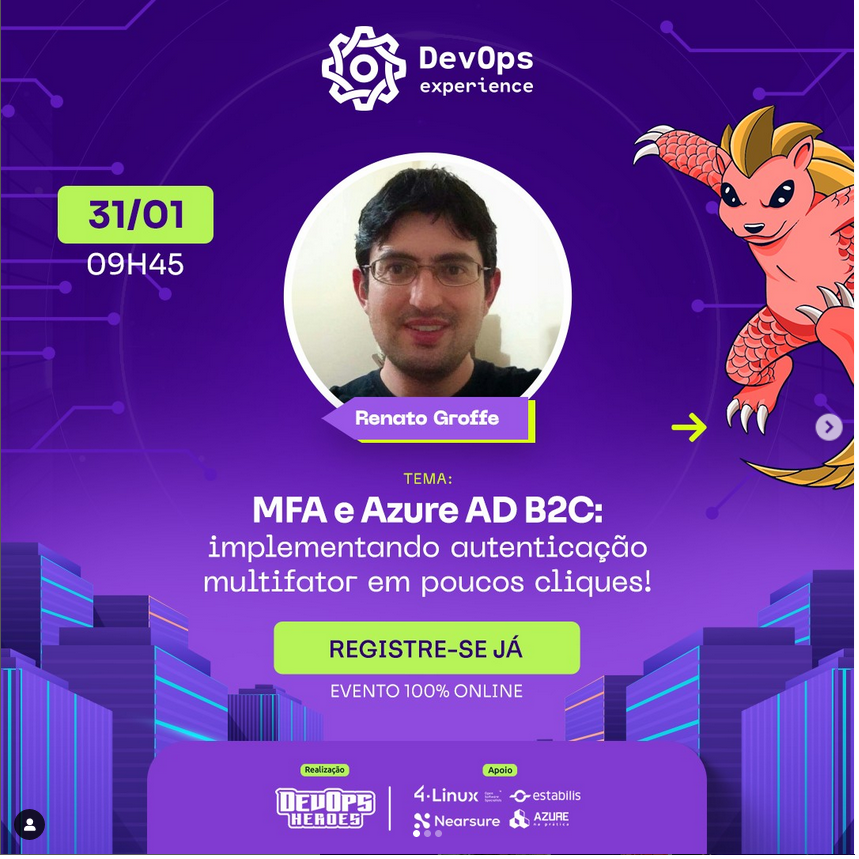 DevOps
experience
31/01
09H45
Renato Groffe
TEMA:
MFA e Azure AD B2C:
implementando autenticação
multifator em poucos cliques!
REGISTRE-SE JÁ
EVENTO 100% ONLINE
Realização
Apoio
DEVOPS
HEROES
4·Linux
estabilis
Nearsure
AZURE
na prática